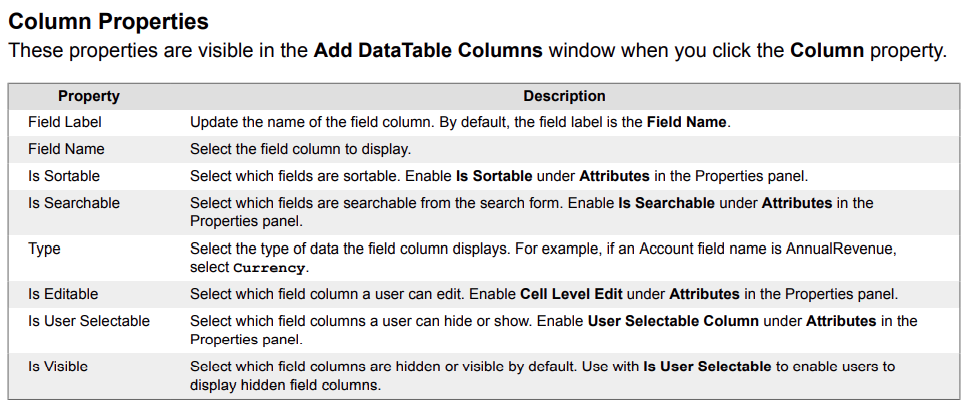 Column Properties
These properties are visible in the Add DataTable Columns window when you click the Column property.
Property Description
Field Label Update the name of the field column. By default, the field label is the Field Name.
Field Name Select the field column to display.
Is Sortable Select which fields are sortable. Enable Is Sortable under Attributes in the Properties panel.
Is Searchable Select which fields are searchable from the search form. Enable Is Searchable under Attributes in the
Properties panel.
Type Select the type of data the field column displays. For example, if an Account field name is AnnualRevenue,
select Currency.
Is Editable Select which field column a user can edit. Enable Cell Level Edit under Attributes in the Properties panel.
Is User Selectable Select which field columns a user can hide or show. Enable User Selectable Column under Attributes in the
Properties panel.
Is Visible Select which field columns are hidden or visible by default. Use with Is User Selectable to enable users to
display hidden field columns.